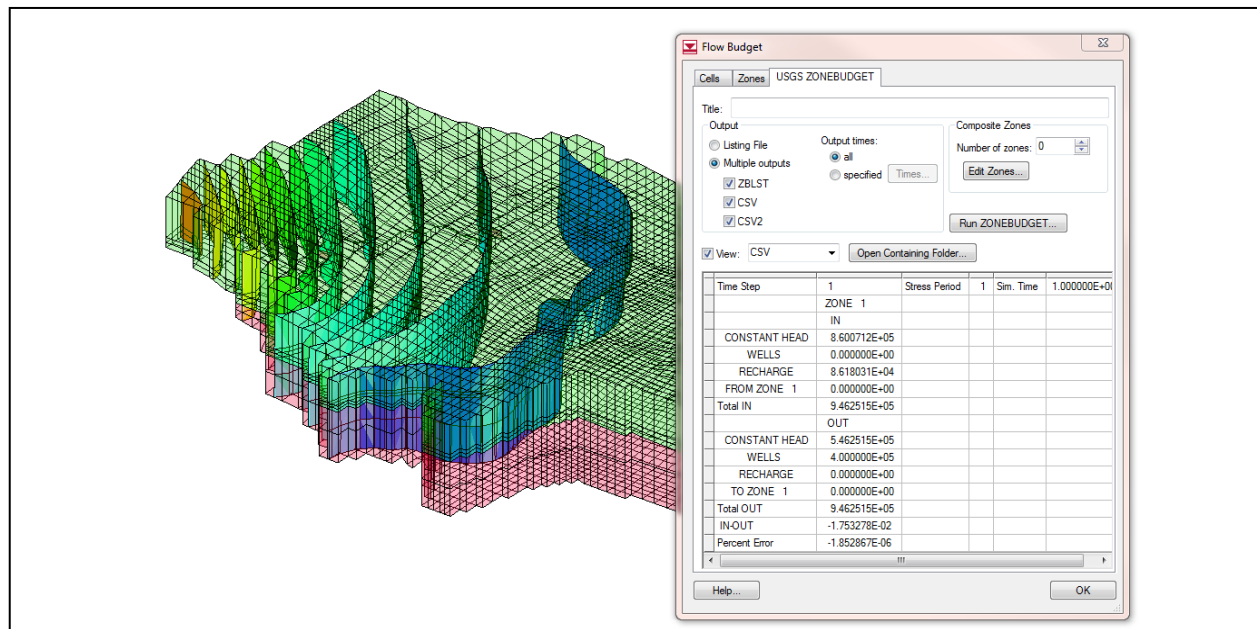 Flow Budget
Cells Zones USGS ZONEBUDGET
Title:
Output
Listing File
Multiple outputs
ZBLST
CSV
CSV2
Output times:
all
specified Times...
Composite Zones
Number of zones: 0
Edit Zones...
Run ZONEBUDGET...
View: CSV Open Containing Folder...
Time Step 1 Stress Period 1 Sim. Time 1.000000E+00
ZONE 1
IN
CONSTANT HEAD 8.600712E+05
WELLS 0.000000E+00
RECHARGE 8.618031E+04
FROM ZONE 1 0.000000E+00
Total IN 9.462515E+05
OUT
CONSTANT HEAD 5.462515E+05
WELLS 4.000000E+05
RECHARGE 0.000000E+00
TO ZONE 1 0.000000E+00
Total OUT 9.462515E+05
IN-OUT -1.753278E-02
Percent Error -1.852867E-06
Help... OK